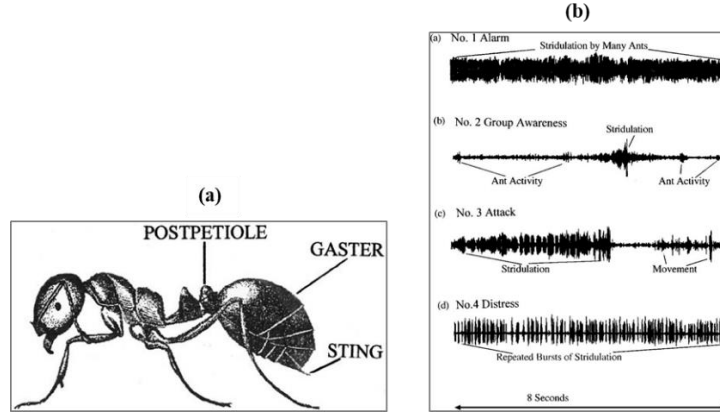 (a)
POSTPETIOLE
GASTER
STING
(b)
(a) No. 1 Alarm
Stridulation by Many Ants
(b) No. 2 Group Awareness
Stridulation
Ant Activity
Ant Activity
(c) No. 3 Attack
Stridulation
Movement
(d) No.4 Distress
Repeated Bursts of Stridulation
8 Seconds